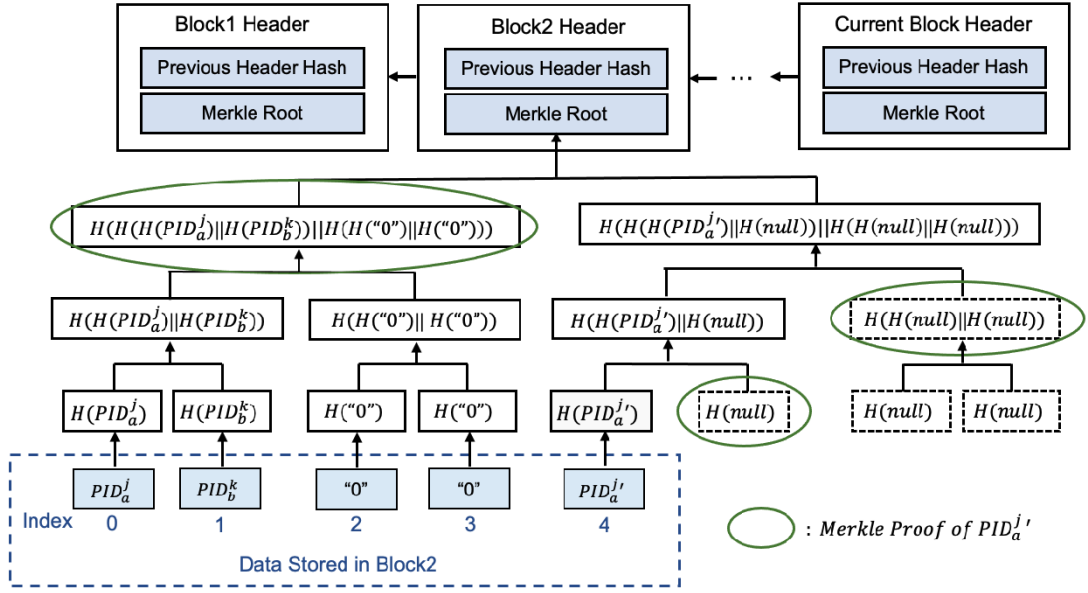 Block1 Header
Previous Header Hash
Merkle Root
Block2 Header
Previous Header Hash
Merkle Root
...
Current Block Header
Previous Header Hash
Merkle Root
H(H(H(PID_a^j)||H(PID_b^k))||H(H(“0”)||H(“0”)))
H(H(H(PID_a^j')||H(null))||H(H(null)||H(null)))
H(H(PID_a^j)||H(PID_b^k))
H(H(“0”)|| H(“0”))
H(H(PID_a^j')||H(null))
H(H(null)||H(null))
H(PID_a^j)
H(PID_b^k)
H(“0”)
H(“0”)
H(PID_a^j')
H(null)
H(null)
H(null)
PID_a^j
PID_b^k
“0”
“0”
PID_a^j'
Index 0 1 2 3 4
Data Stored in Block2
: Merkle Proof of PID_a^j'